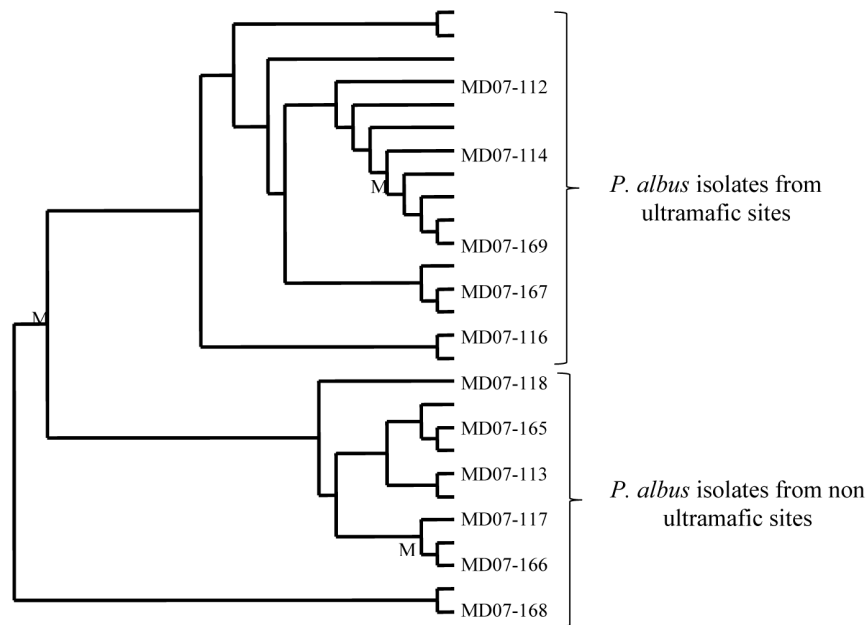 MD07-112
MD07-114
M
P. albus isolates from
ultramafic sites
MD07-169
MD07-167
M
MD07-116
MD07-118
MD07-165
MD07-113
P. albus isolates from non
ultramafic sites
MD07-117
M
MD07-166
MD07-168